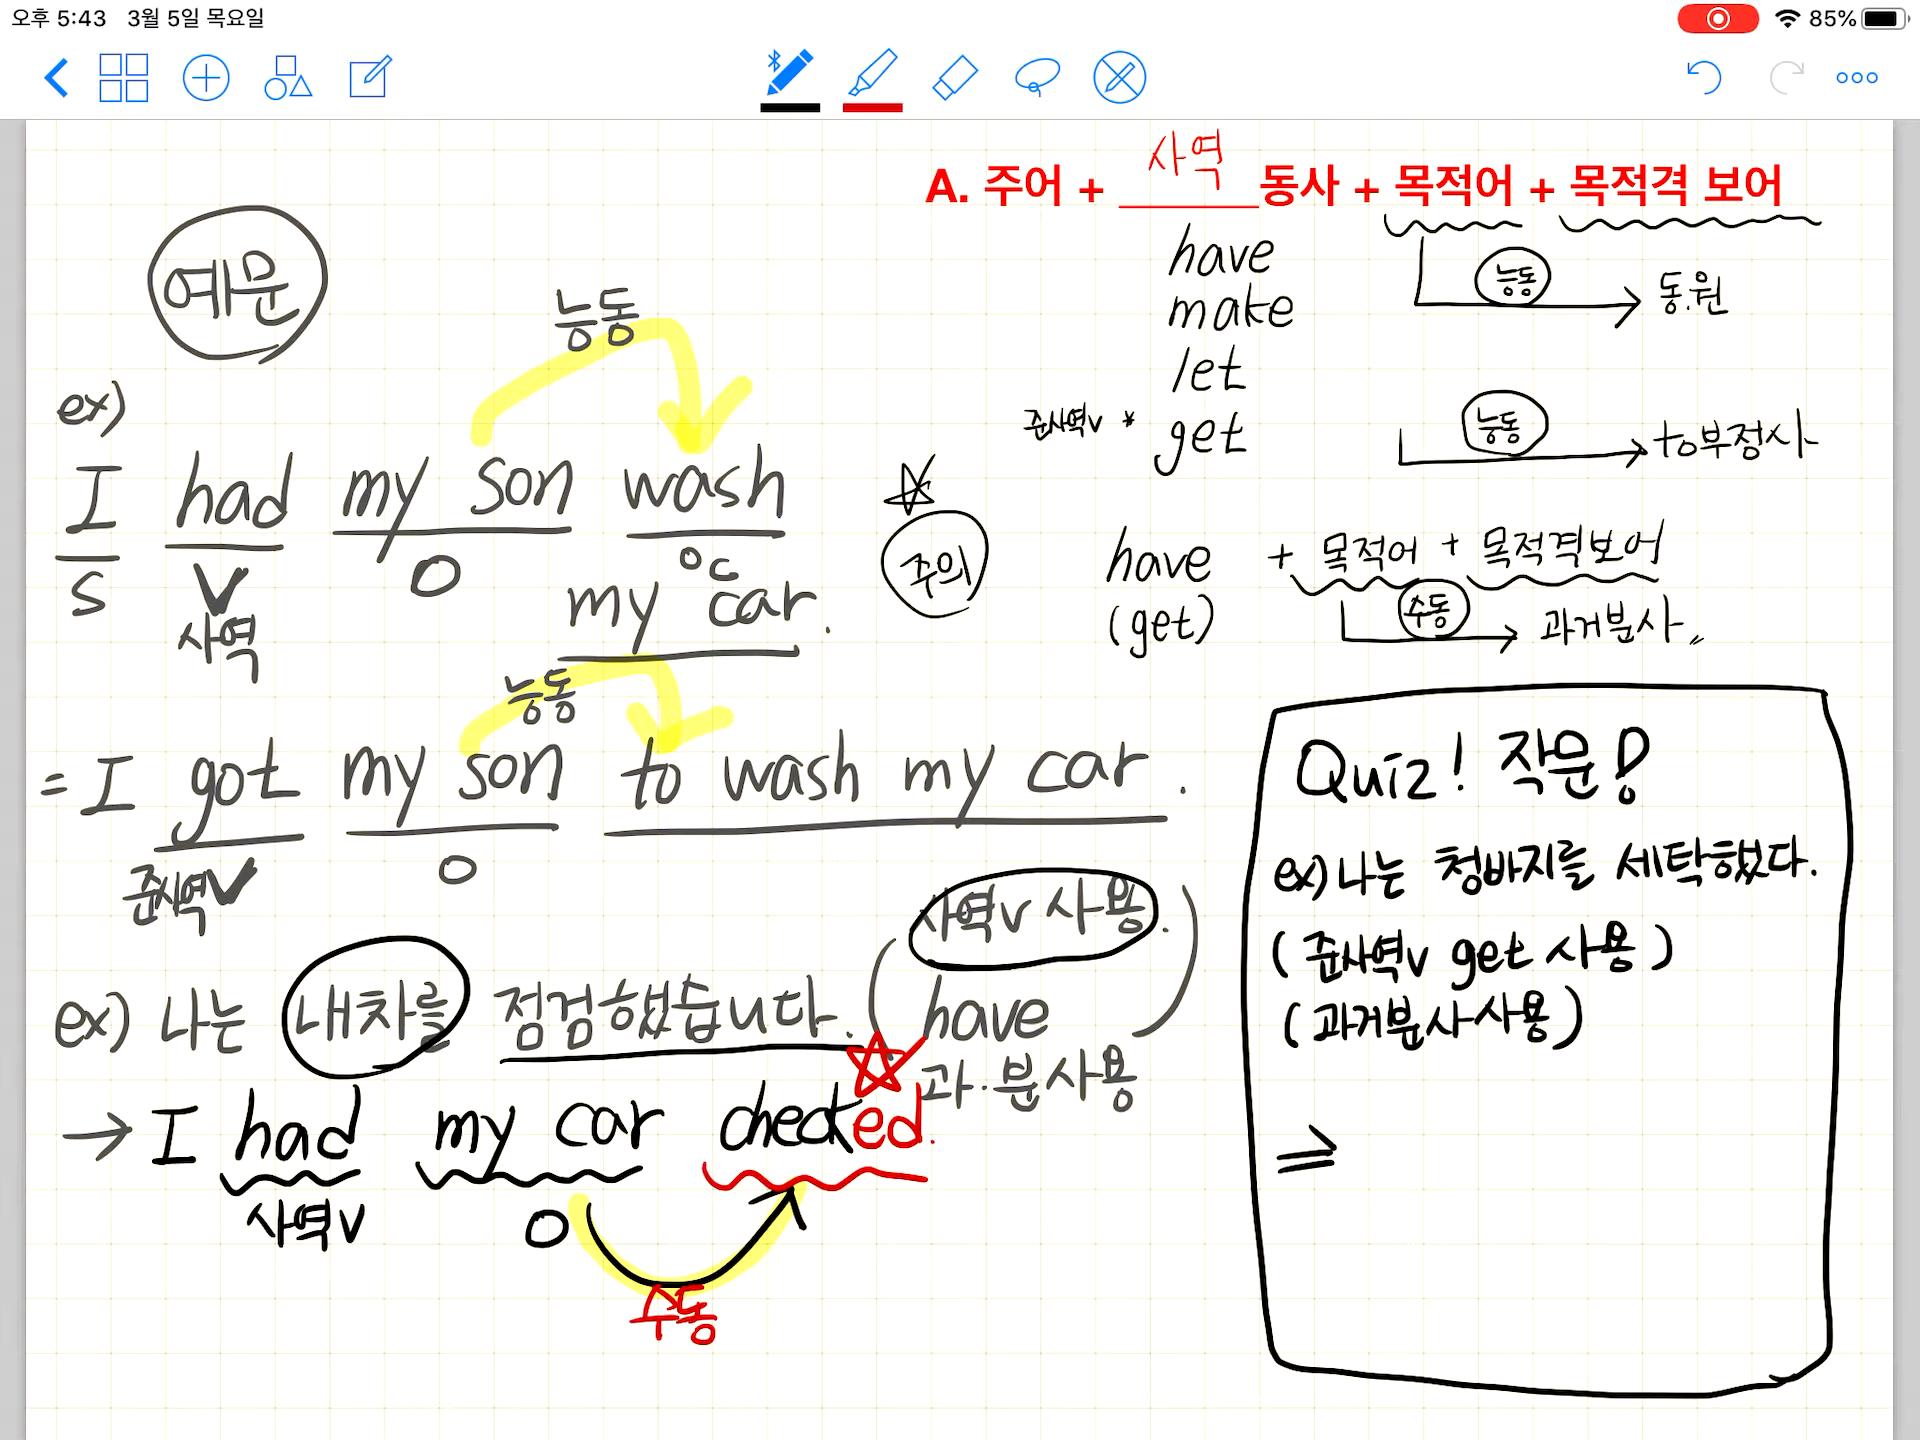 오후 5:43 3월 5일 목요일
85%
사역
A. 주어 + ______동사 + 목적어 + 목적격 보어
have
make
let
준사역v * get
능동 → 동.원
능동 → to부정사
주의
have + 목적어 + 목적격보어
(get)
수동 → 과거분사
예문
능동
ex)
I had my son wash
S V O OC
사역
my car.
능동
= I got my son to wash my car.
준사역V O
ex) 나는 내차를 점검했습니다. (사역v 사용.)
have
과·분사용
→ I had my car checked.
사역V O
수동
Quiz! 작문!
ex) 나는 청바지를 세탁했다.
(준사역v get 사용)
(과거분사사용)
⇒